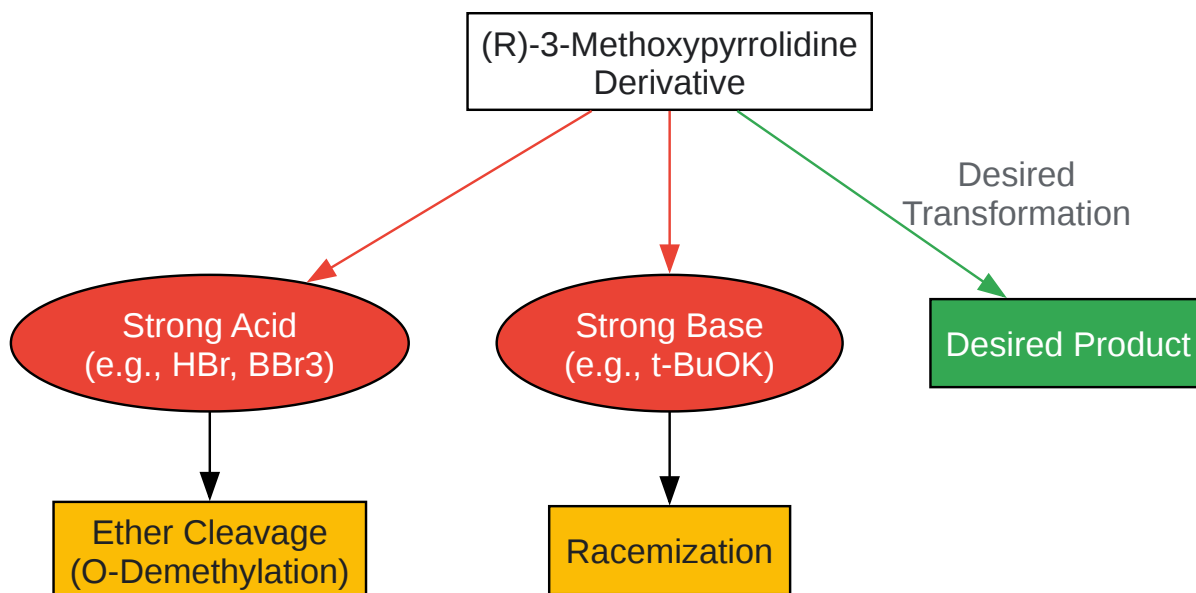 (R)-3-Methoxypyrrolidine
Derivative
Desired
Transformation
Strong Acid
(e.g., HBr, BBr3)
Strong Base
(e.g., t-BuOK)
Desired Product
Ether Cleavage
(O-Demethylation)
Racemization